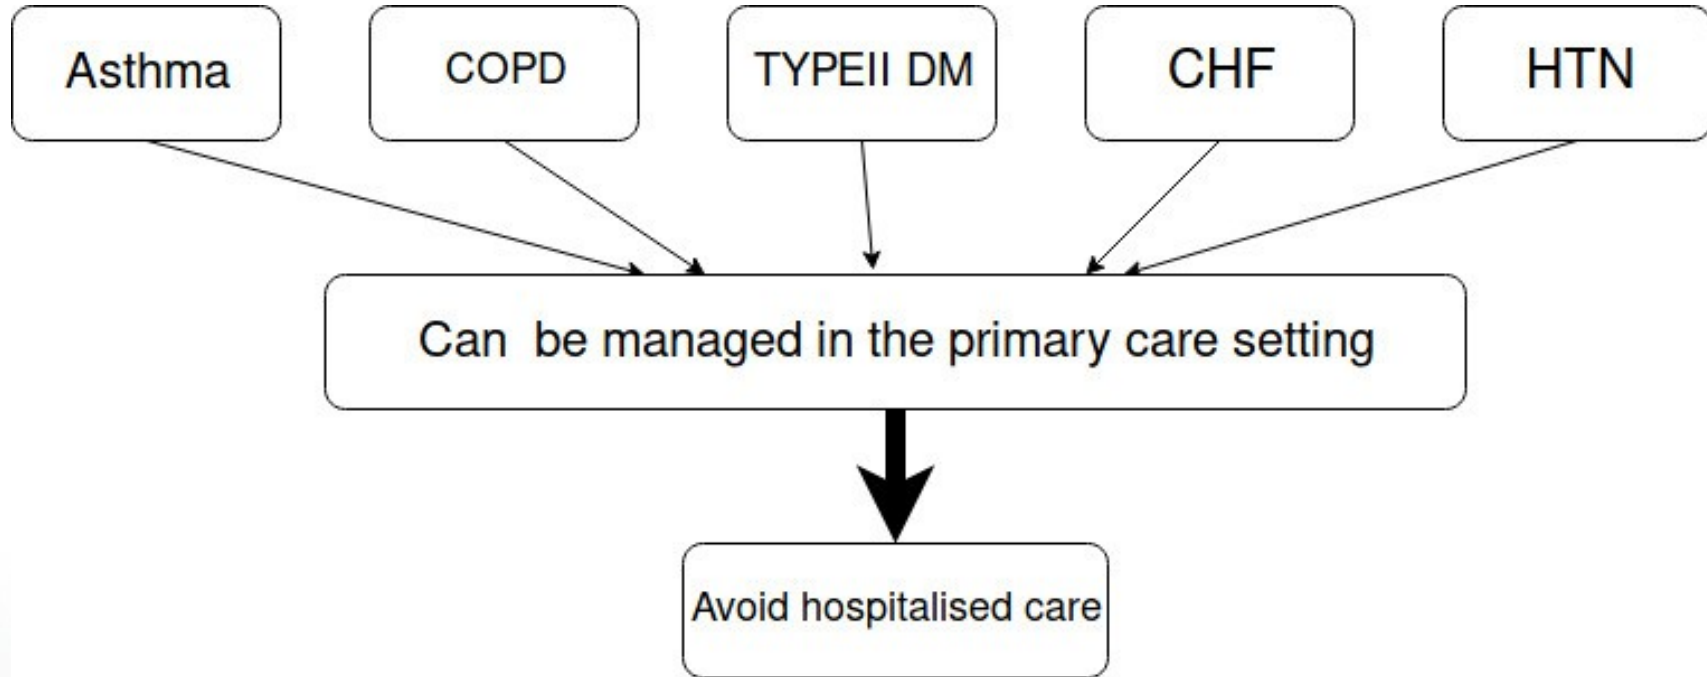 Asthma
COPD
TYPEII DM
CHF
HTN
Can  be managed in the primary care setting
Avoid hospitalised care